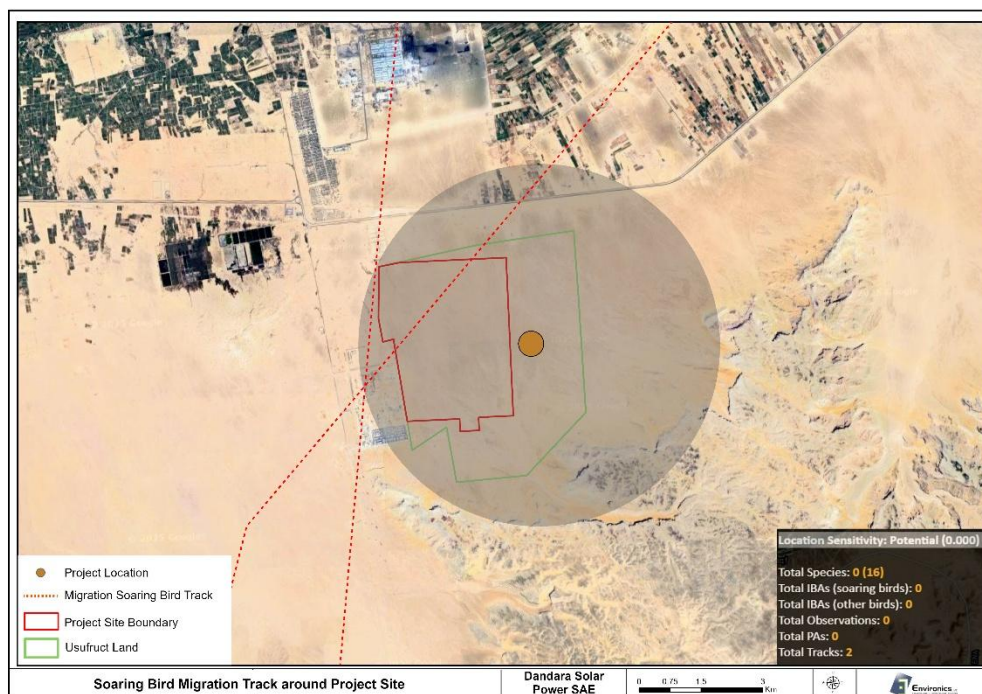 Location Sensitivity: Potential (0.000)
Total Species: 0 (16)
Total IBAs (soaring birds): 0
Total IBAs (other birds): 0
Total Observations: 0
Total PAs: 0
Total Tracks: 2
Project Location
Migration Soaring Bird Track
Project Site Boundary
Usufruct Land
Soaring Bird Migration Track around Project Site
Dandara Solar
Power SAE
0 0.75 1.5 3
Km
Environics